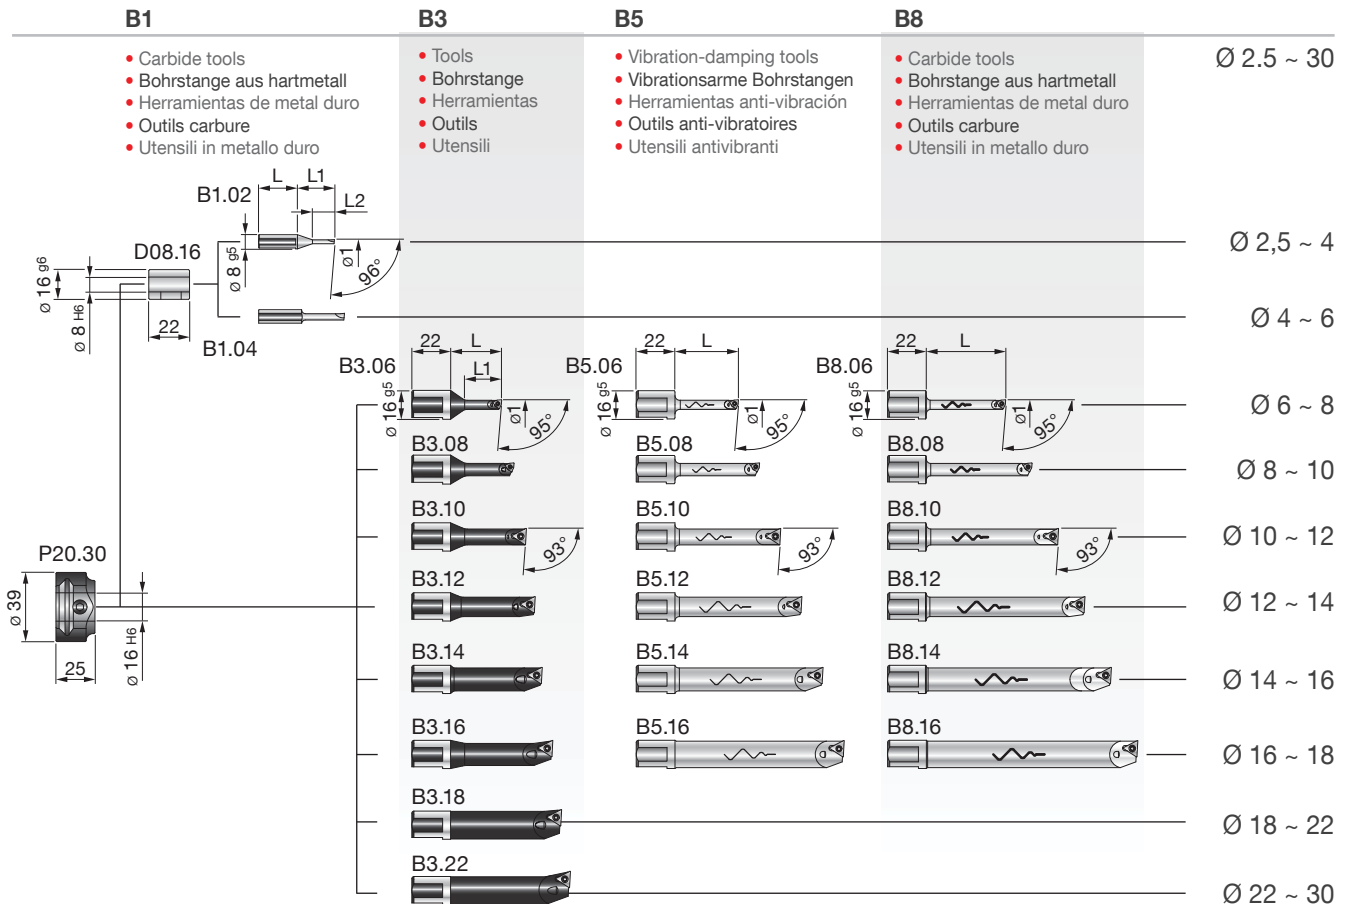 B1 B3 B5 B8
Ø 2.5 ~ 30
• Carbide tools
• Bohrstange aus hartmetall
• Herramientas de metal duro
• Outils carbure
• Utensili in metallo duro
• Tools
• Bohrstange
• Herramientas
• Outils
• Utensili
• Vibration-damping tools
• Vibrationsarme Bohrstangen
• Herramientas anti-vibración
• Outils anti-vibratoires
• Utensili antivibranti
• Carbide tools
• Bohrstange aus hartmetall
• Herramientas de metal duro
• Outils carbure
• Utensili in metallo duro
B1.02
L L1
L2
Ø 8 g5
Ø1
96°
Ø 2,5 ~ 4
D08.16
Ø 16 g6
Ø 8 H6
22
B1.04
Ø 4 ~ 6
B3.06
22 L
L1
Ø 16 g5
Ø1
95°
B5.06
22 L
Ø 16 g5
Ø1
95°
B8.06
22 L
Ø 16 g5
Ø1
95°
Ø 6 ~ 8
B3.08 B5.08 B8.08
Ø 8 ~ 10
B3.10 B5.10 B8.10
93° 93° 93°
Ø 10 ~ 12
P20.30
Ø 39
25
Ø 16 H6
B3.12 B5.12 B8.12
Ø 12 ~ 14
B3.14 B5.14 B8.14
Ø 14 ~ 16
B3.16 B5.16 B8.16
Ø 16 ~ 18
B3.18
Ø 18 ~ 22
B3.22
Ø 22 ~ 30